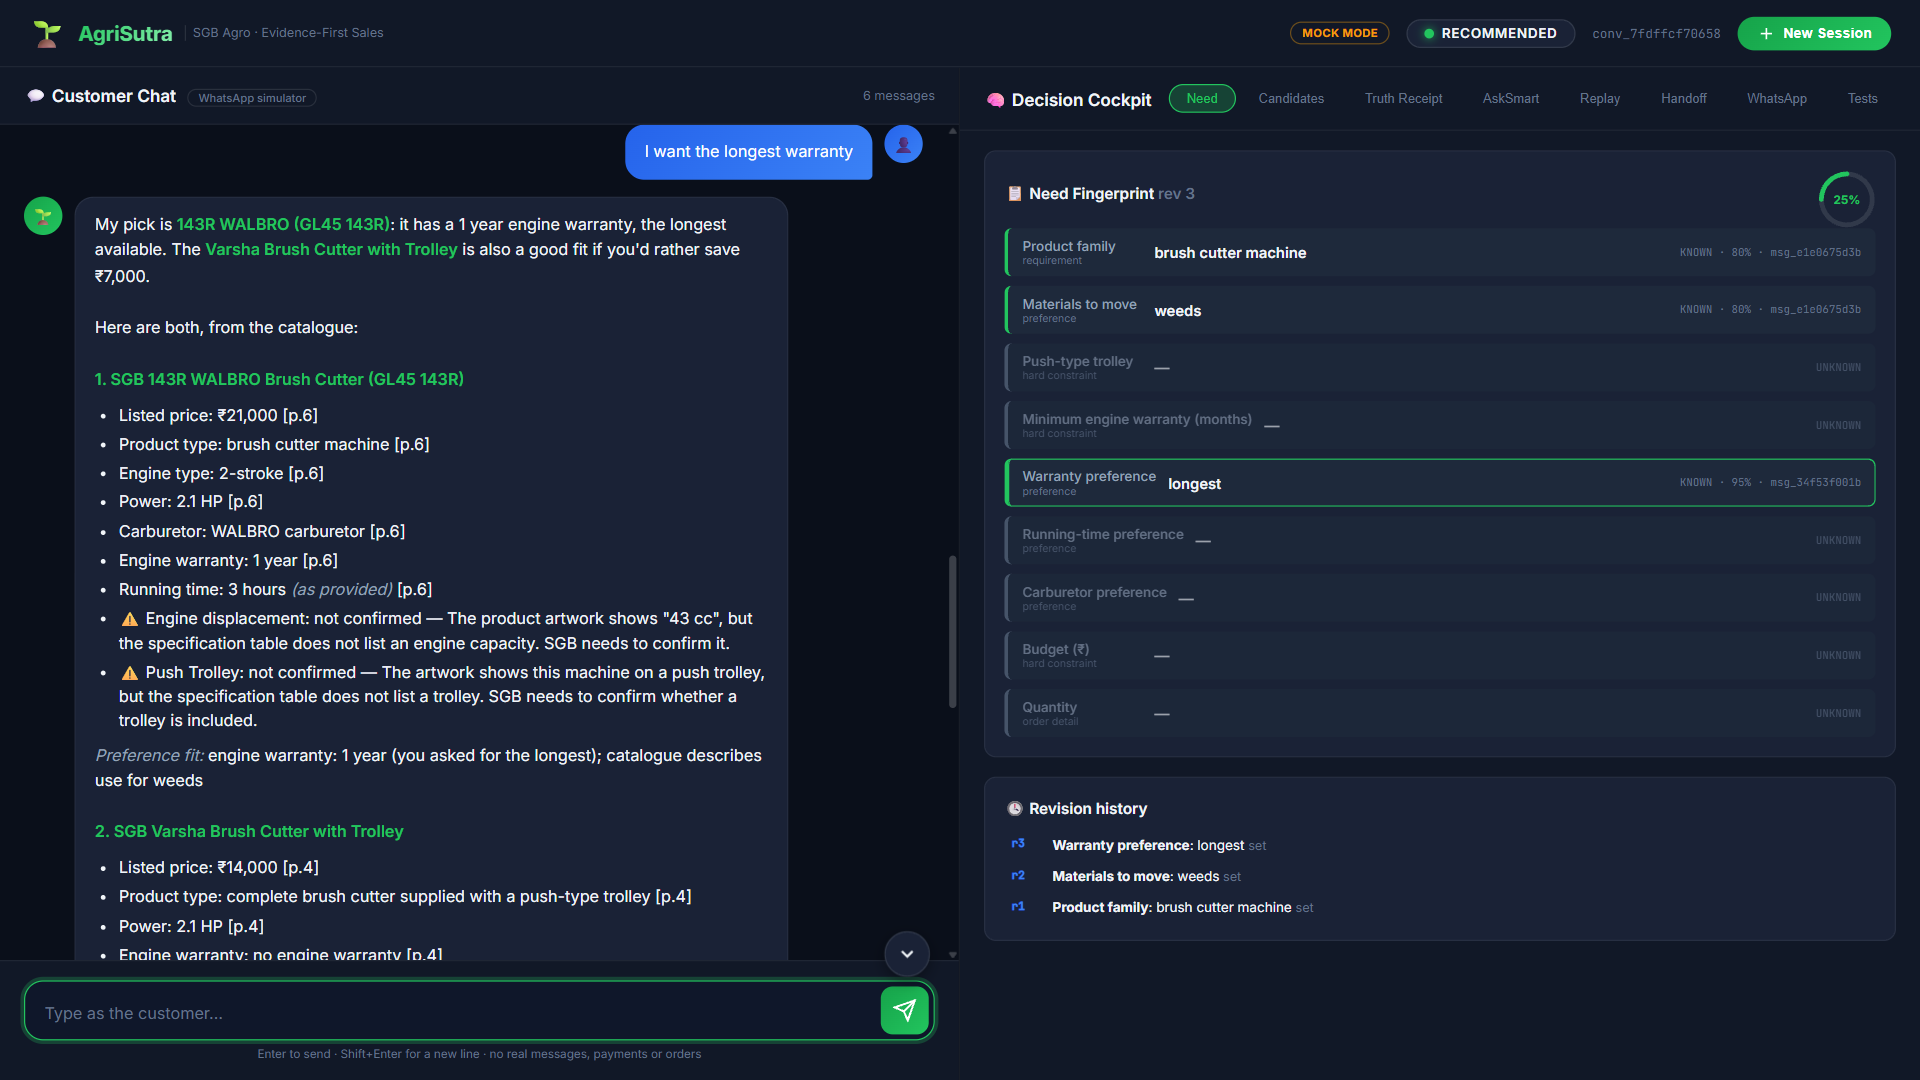 AgriSutra
SGB Agro · Evidence-First Sales
MOCK MODE
RECOMMENDED
conv_7fdffcf70658
+ New Session
Customer Chat
WhatsApp simulator
6 messages
I want the longest warranty
My pick is 143R WALBRO (GL45 143R): it has a 1 year engine warranty, the longest
available. The Varsha Brush Cutter with Trolley is also a good fit if you'd rather save
₹7,000.
Here are both, from the catalogue:
1. SGB 143R WALBRO Brush Cutter (GL45 143R)
• Listed price: ₹21,000 [p.6]
• Product type: brush cutter machine [p.6]
• Engine type: 2-stroke [p.6]
• Power: 2.1 HP [p.6]
• Carburetor: WALBRO carburetor [p.6]
• Engine warranty: 1 year [p.6]
• Running time: 3 hours (as provided) [p.6]
• ⚠️ Engine displacement: not confirmed — The product artwork shows "43 cc", but
the specification table does not list an engine capacity. SGB needs to confirm it.
• ⚠️ Push Trolley: not confirmed — The artwork shows this machine on a push trolley,
but the specification table does not list a trolley. SGB needs to confirm whether a
trolley is included.
Preference fit: engine warranty: 1 year (you asked for the longest); catalogue describes
use for weeds
2. SGB Varsha Brush Cutter with Trolley
• Listed price: ₹14,000 [p.4]
• Product type: complete brush cutter supplied with a push-type trolley [p.4]
• Power: 2.1 HP [p.4]
• Engine warranty: no engine warranty [p.4]
Type as the customer...
Enter to send · Shift+Enter for a new line · no real messages, payments or orders
Decision Cockpit
Need
Candidates
Truth Receipt
AskSmart
Replay
Handoff
WhatsApp
Tests
Need Fingerprint rev 3
25%
Product family
requirement
brush cutter machine
KNOWN · 80% · msg_e1e0675d3b
Materials to move
preference
weeds
KNOWN · 80% · msg_e1e0675d3b
Push-type trolley
hard constraint
—
UNKNOWN
Minimum engine warranty (months)
hard constraint
—
UNKNOWN
Warranty preference
preference
longest
KNOWN · 95% · msg_34f53f001b
Running-time preference
preference
—
UNKNOWN
Carburetor preference
preference
—
UNKNOWN
Budget (₹)
hard constraint
—
UNKNOWN
Quantity
order detail
—
UNKNOWN
Revision history
r3 Warranty preference: longest set
r2 Materials to move: weeds set
r1 Product family: brush cutter machine set